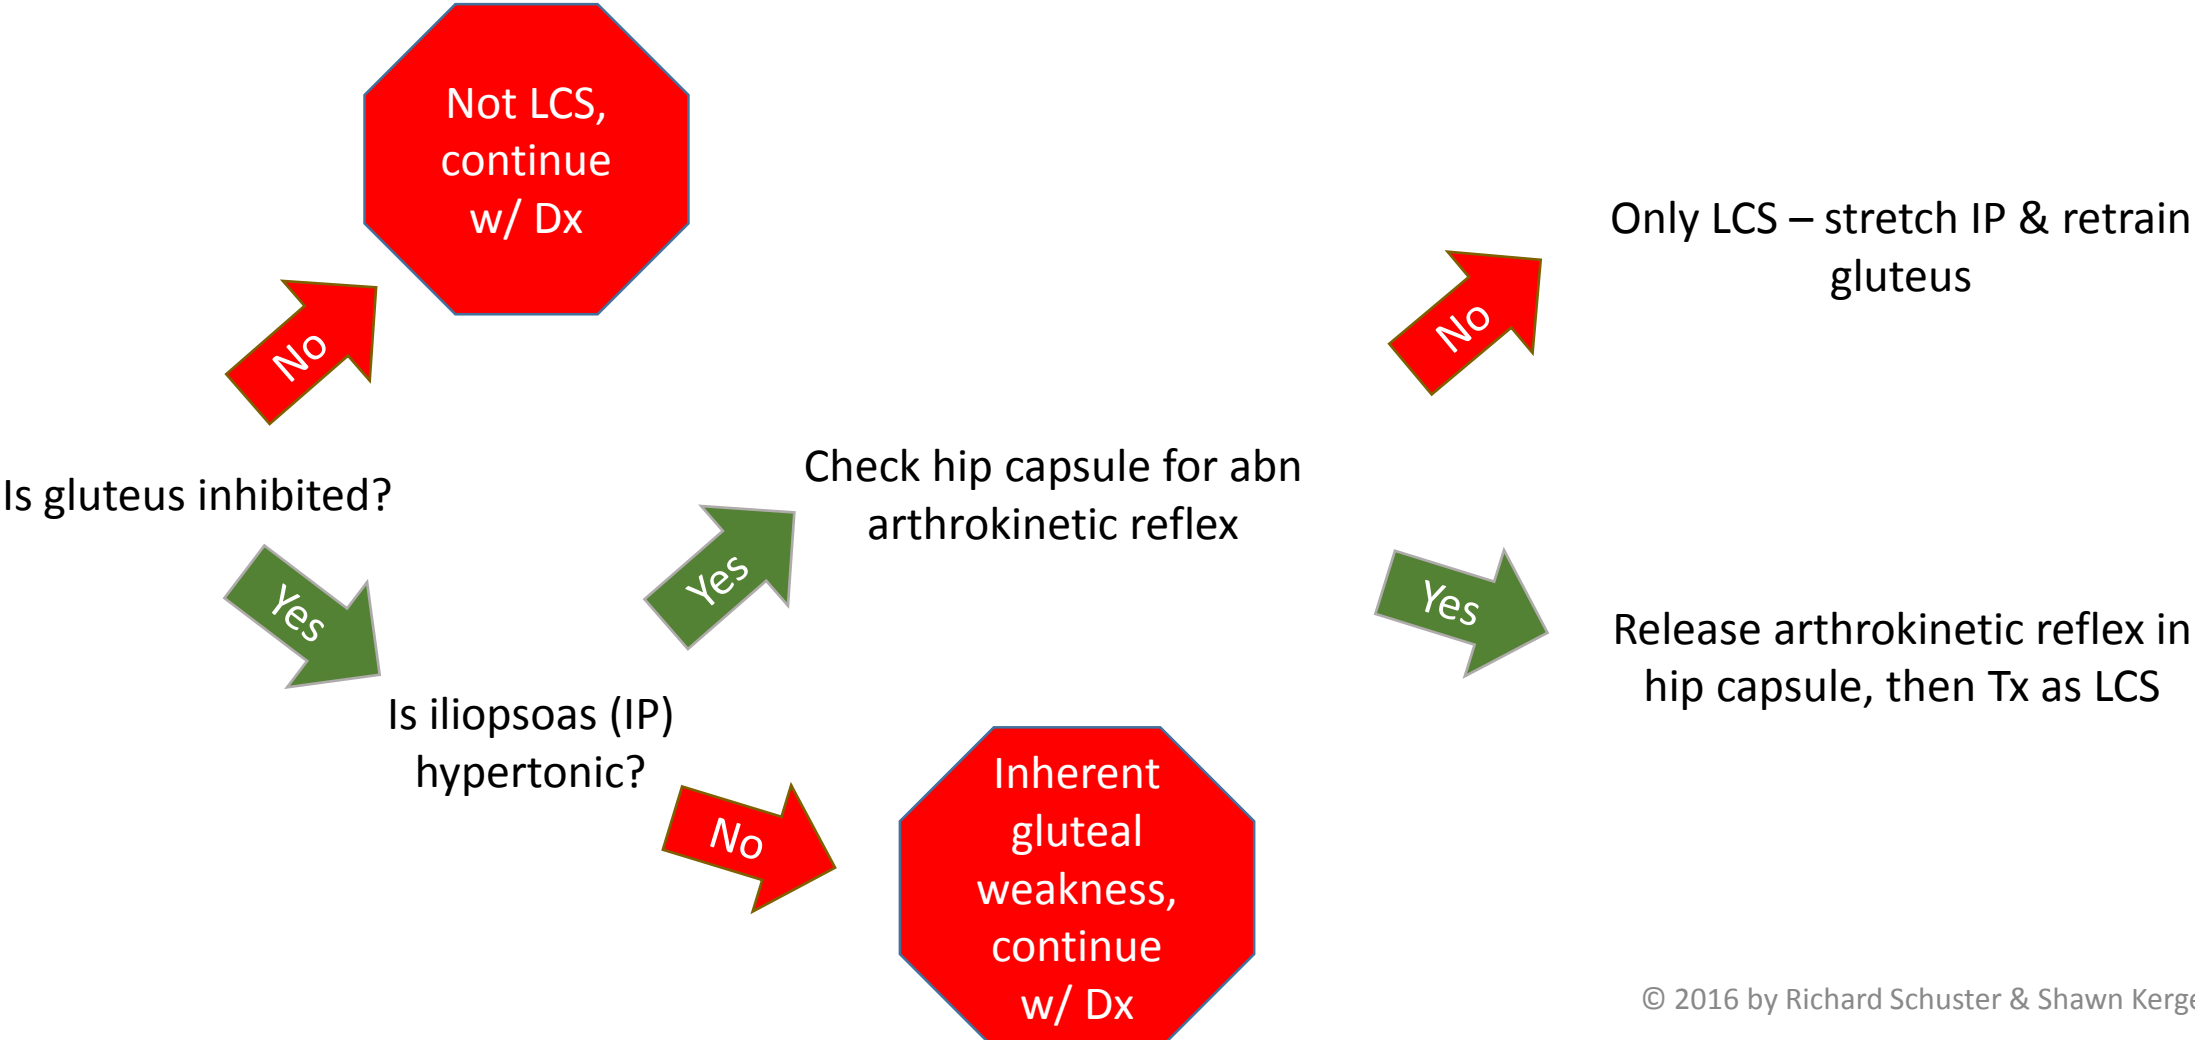 Not LCS,
continue
w/ Dx
No
Is gluteus inhibited?
Yes
Is iliopsoas (IP)
hypertonic?
Yes
No
Check hip capsule for abn
arthrokinetic reflex
Inherent
gluteal
weakness,
continue
w/ Dx
No
Only LCS – stretch IP & retrain
gluteus
Yes
Release arthrokinetic reflex in
hip capsule, then Tx as LCS
© 2016 by Richard Schuster & Shawn Kerge